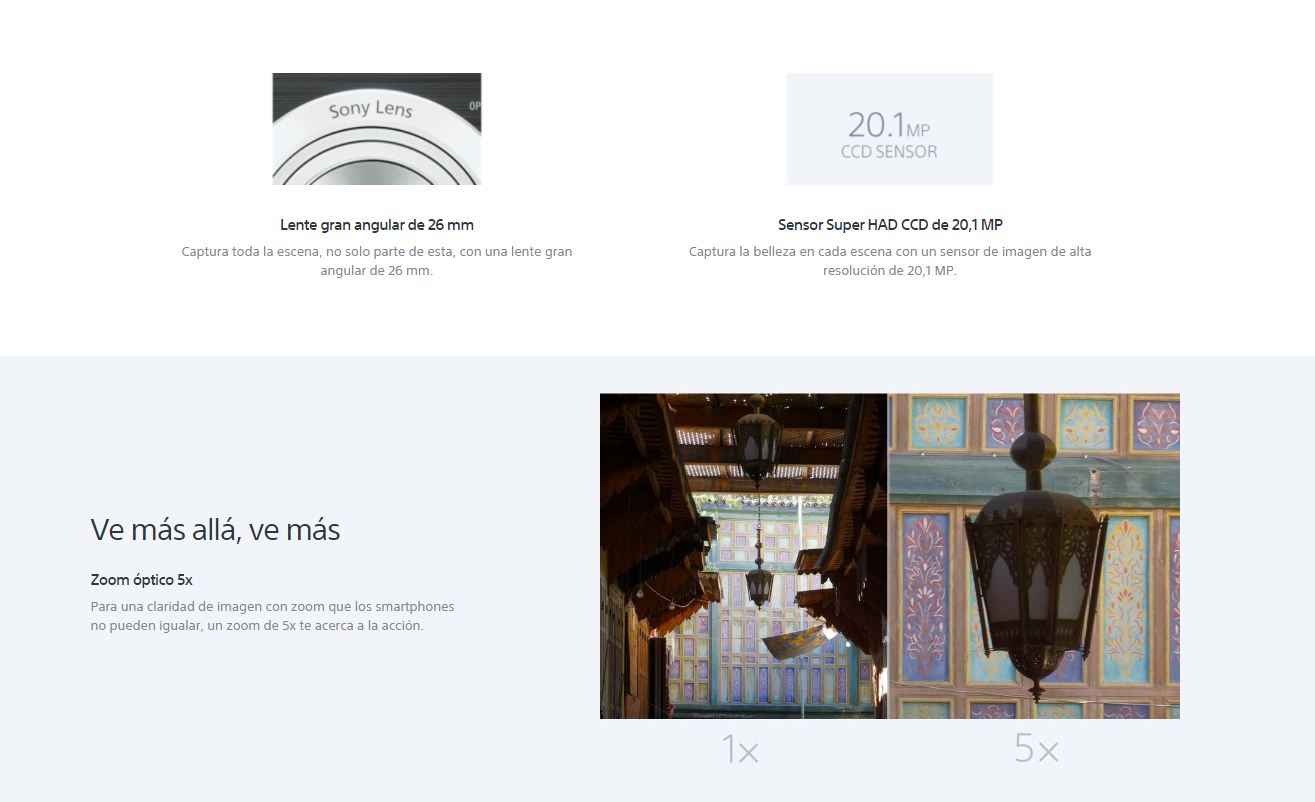 Sony Lens
OP
20.1MP
CCD SENSOR
Lente gran angular de 26 mm
Captura toda la escena, no solo parte de esta, con una lente gran
angular de 26 mm.
Sensor Super HAD CCD de 20,1 MP
Captura la belleza en cada escena con un sensor de imagen de alta
resolución de 20,1 MP.
Ve más allá, ve más
Zoom óptico 5x
Para una claridad de imagen con zoom que los smartphones
no pueden igualar, un zoom de 5x te acerca a la acción.
1x
5x